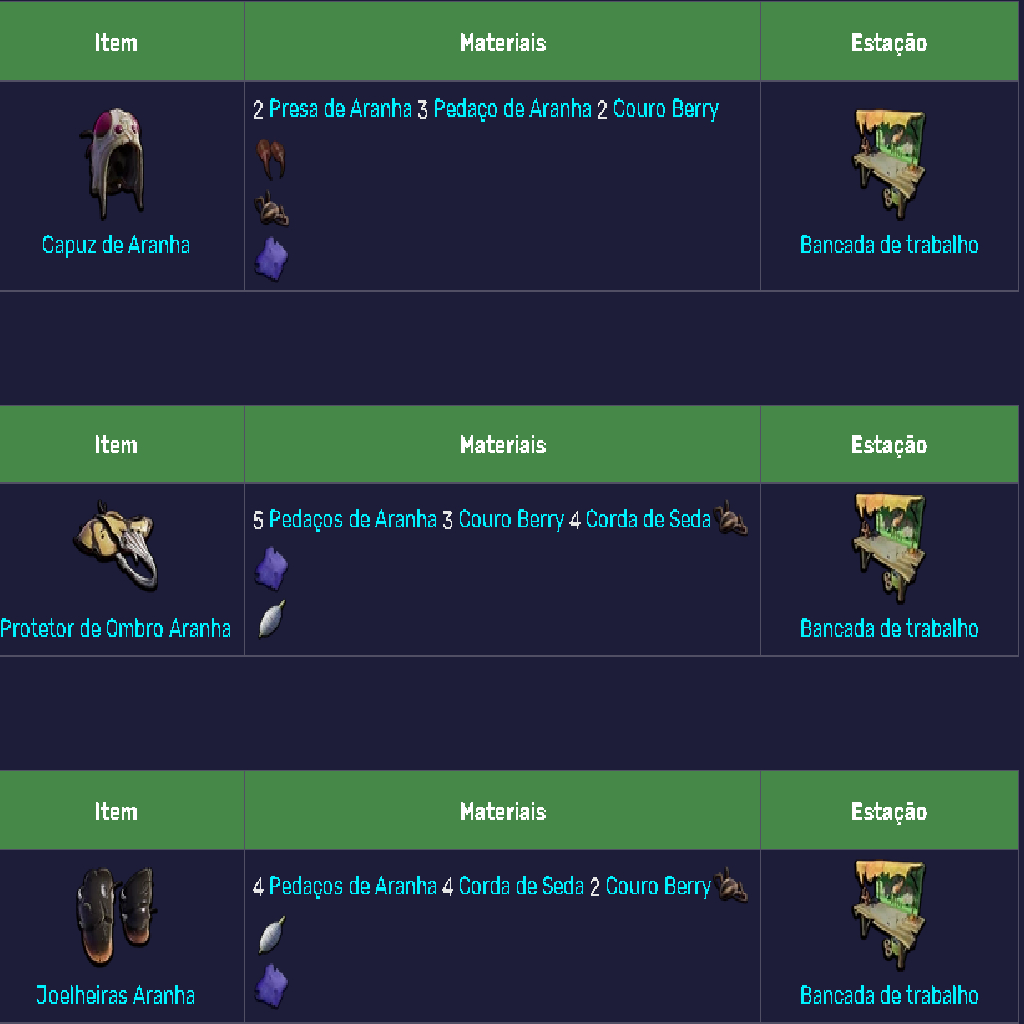 Item Materiais Estação
2 Presa de Aranha 3 Pedaço de Aranha 2 Couro Berry
Capuz de Aranha Bancada de trabalho
Item Materiais Estação
5 Pedaços de Aranha 3 Couro Berry 4 Corda de Seda
Protetor de Ombro Aranha Bancada de trabalho
Item Materiais Estação
4 Pedaços de Aranha 4 Corda de Seda 2 Couro Berry
Joelheiras Aranha Bancada de trabalho